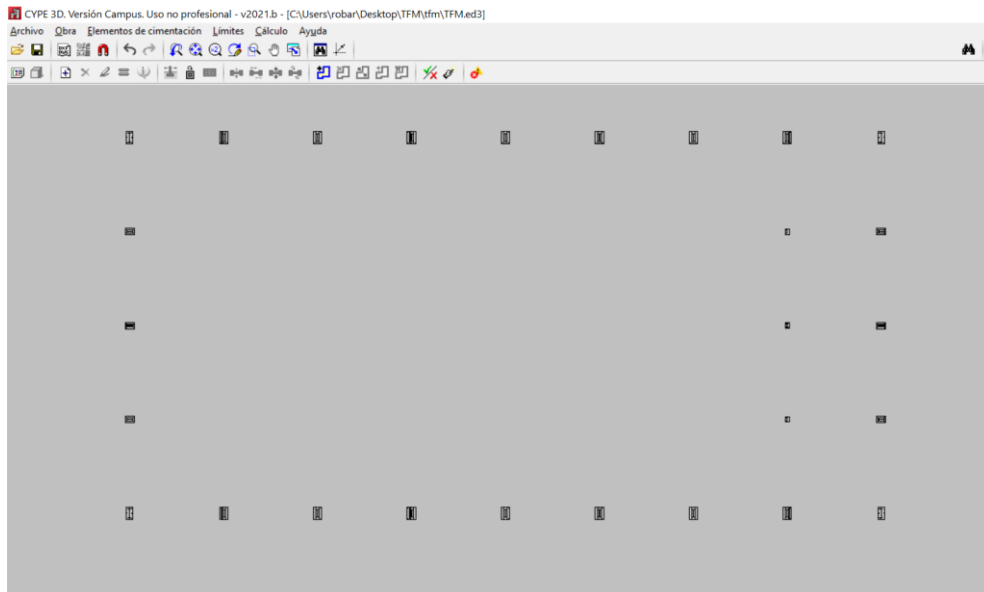 CYPE 3D. Versión Campus. Uso no profesional - v2021.b - [C:\Users\robar\Desktop\TFM\tfm\TFM.ed3]
Archivo Obra Elementos de cimentación Límites Cálculo Ayuda